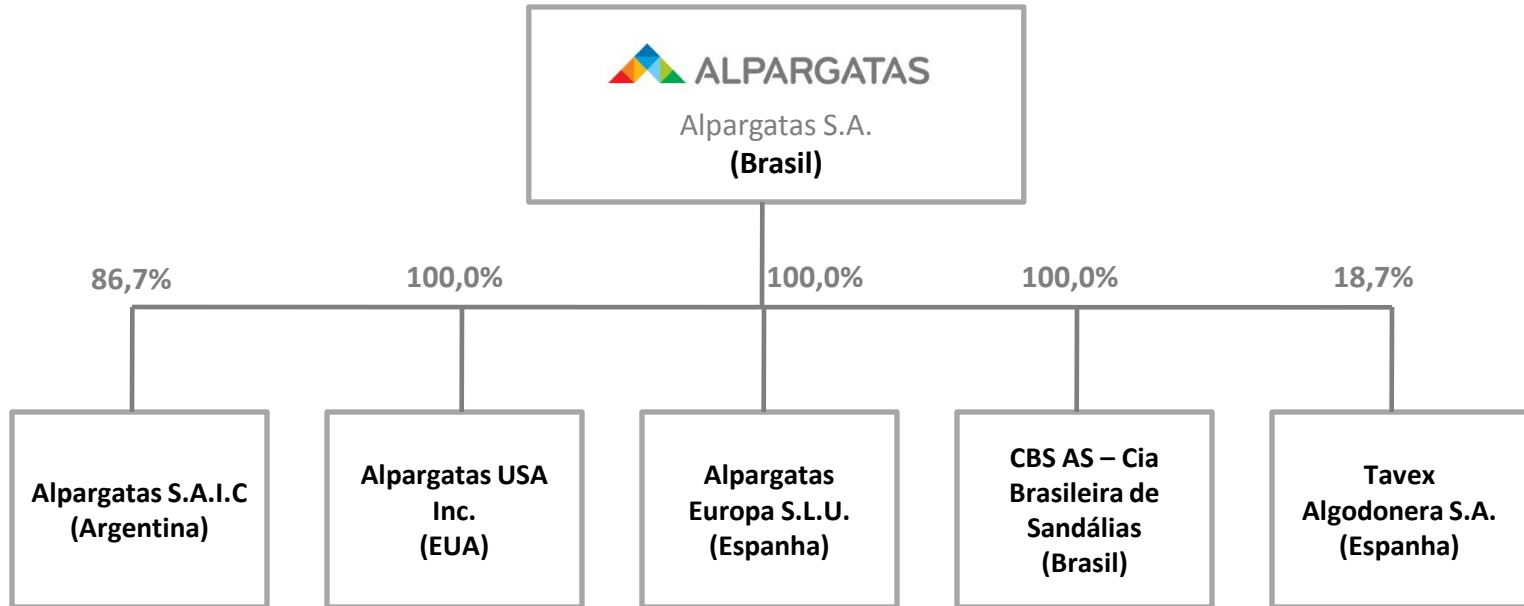 ALPARGATAS
Alpargatas S.A.
(Brasil)
86,7%
100,0%
100,0%
100,0%
18,7%
Alpargatas S.A.I.C
(Argentina)
Alpargatas USA
Inc.
(EUA)
Alpargatas
Europa S.L.U.
(Espanha)
CBS AS – Cia
Brasileira de
Sandálias
(Brasil)
Tavex
Algodonera S.A.
(Espanha)